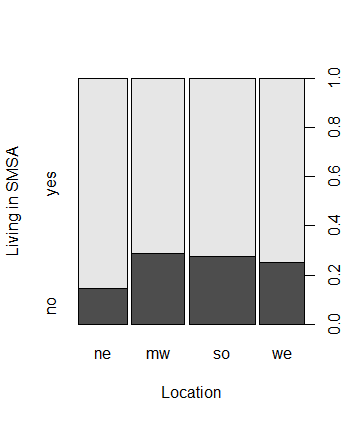 Living in SMSA
yes
no
1.0
0.8
0.6
0.4
0.2
0.0
ne mw so we
Location